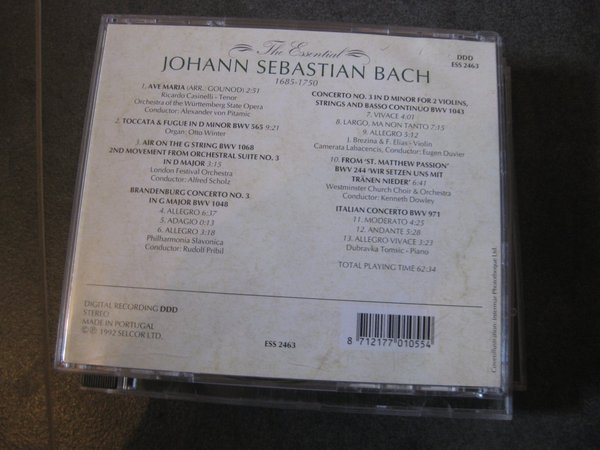 The Essential
JOHANN SEBASTIAN BACH
1685-1750
DDD
ESS 2463
1. AVE MARIA (ARR.: GOUNOD) 2:51
Ricardo Casinelli - Tenor
Orchestra of the Württemberg State Opera
Conductor: Alexander von Pitamic
2. TOCCATA & FUGUE IN D MINOR BWV 565 9:21
Organ: Otto Winter
3. AIR ON THE G STRING BWV 1068
2ND MOVEMENT FROM ORCHESTRAL SUITE NO. 3
IN D MAJOR 3:15
London Festival Orchestra
Conductor: Alfred Scholz
BRANDENBURG CONCERTO NO. 3
IN G MAJOR BWV 1048
4. ALLEGRO 6:37
5. ADAGIO 0:13
6. ALLEGRO 3:18
Philharmonia Slavonica
Conductor: Rudolf Pribil
CONCERTO NO. 3 IN D MINOR FOR 2 VIOLINS,
STRINGS AND BASSO CONTINUO BWV 1043
7. VIVACE 4:01
8. LARGO, MA NON TANTO 7:15
9. ALLEGRO 5:12
J. Brezina & F. Elias - Violin
Camerata Labacencis, Conductor: Eugen Duvier
10. FROM 'ST. MATTHEW PASSION'
BWV 244 'WIR SETZEN UNS MIT
TRÄNEN NIEDER' 6:41
Westminster Church Choir & Orchestra
Conductor: Kenneth Dowley
ITALIAN CONCERTO BWV 971
11. MODERATO 4:25
12. ANDANTE 5:28
13. ALLEGRO VIVACE 3:23
Dubravka Tomsic - Piano
TOTAL PLAYING TIME 62:34
DIGITAL RECORDING DDD
STEREO
MADE IN PORTUGAL
©℗ 1992 SELCOR LTD.
ESS 2463
8 712177 010554
Coverillustration: Intermar Photothèque Ltd.